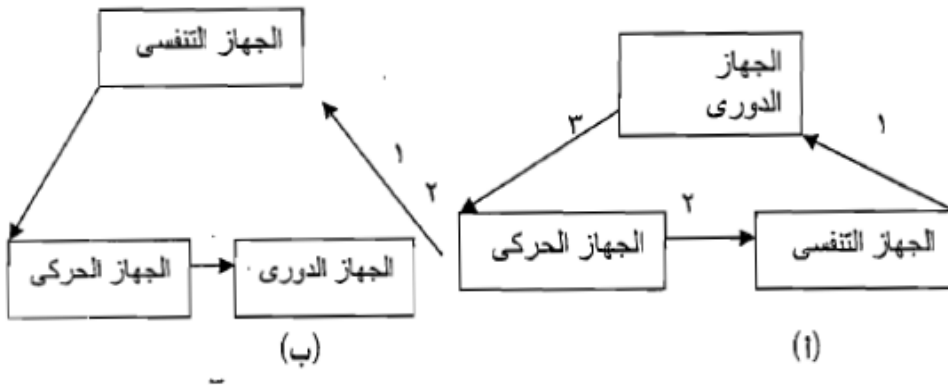 الجهاز
الدورى
١
٣
الجهاز التنفسى
٢
الجهاز الحركى
(أ)
الجهاز التنفسى
١
٢
الجهاز الدورى
الجهاز الحركى
(ب)